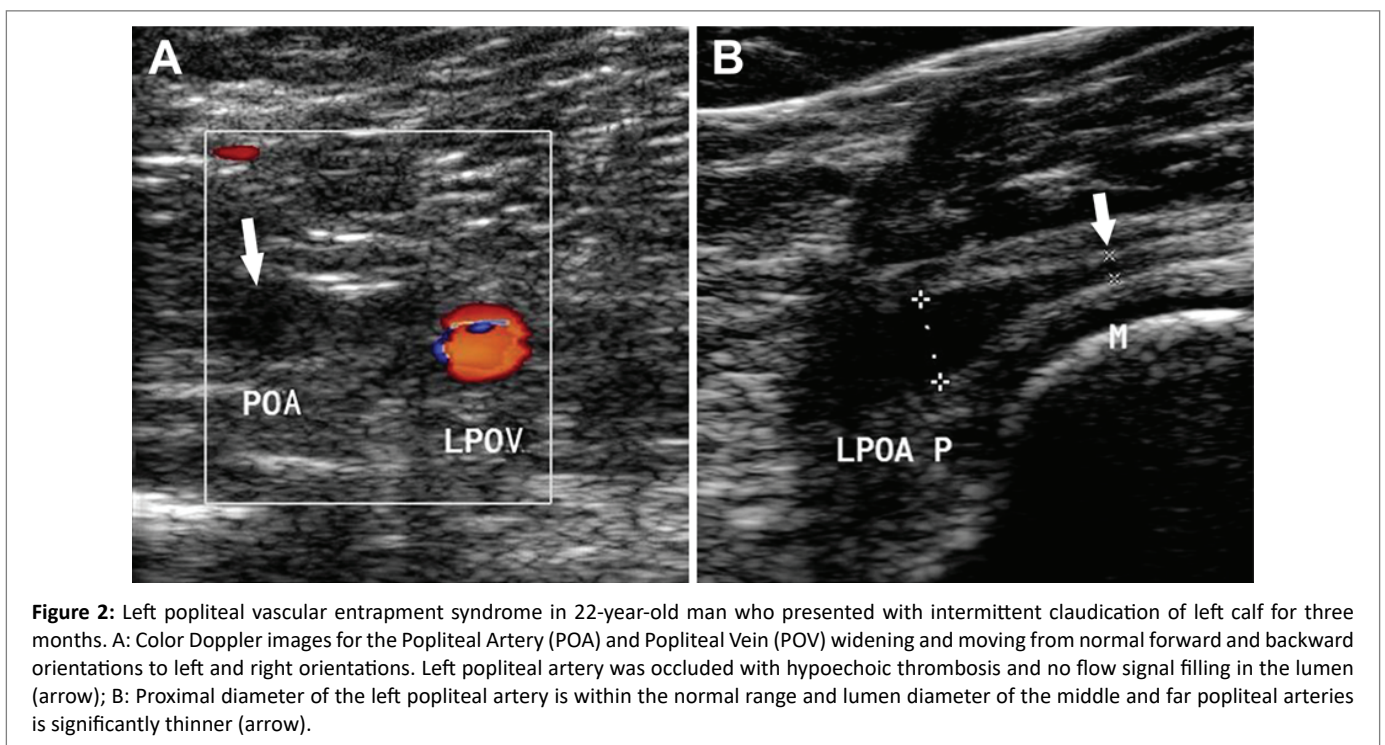 A
B
POA
LPOV
LPOA P
M
Figure 2: Left popliteal vascular entrapment syndrome in 22-year-old man who presented with intermittent claudication of left calf for three
months. A: Color Doppler images for the Popliteal Artery (POA) and Popliteal Vein (POV) widening and moving from normal forward and backward
orientations to left and right orientations. Left popliteal artery was occluded with hypoechoic thrombosis and no flow signal filling in the lumen
(arrow); B: Proximal diameter of the left popliteal artery is within the normal range and lumen diameter of the middle and far popliteal arteries
is significantly thinner (arrow).